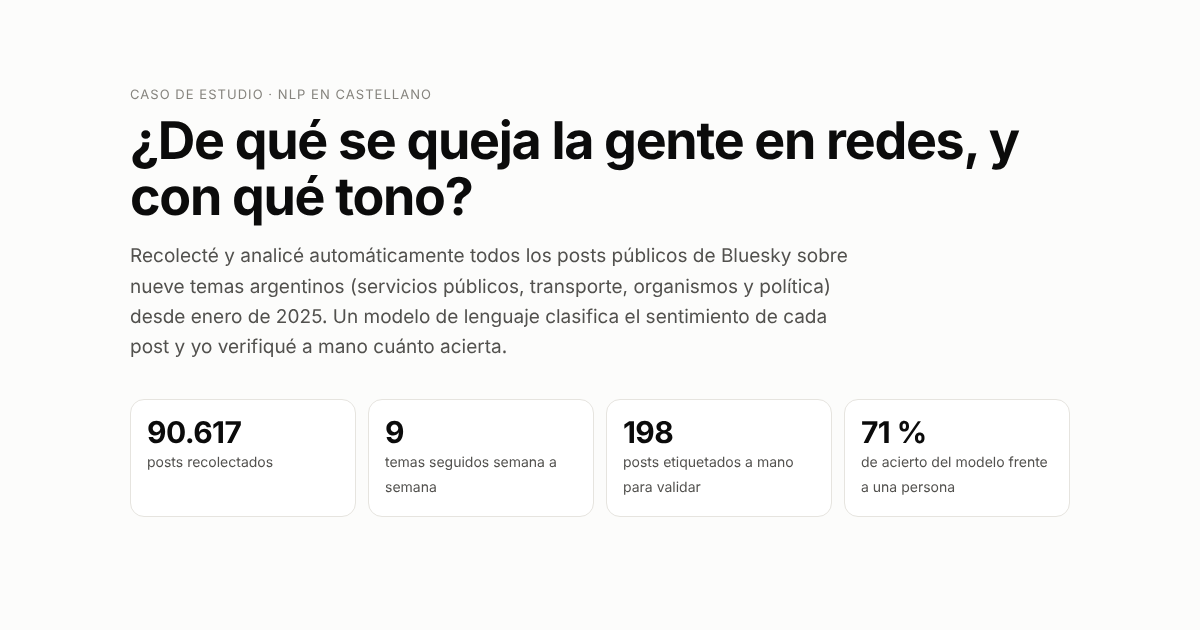 CASO DE ESTUDIO · NLP EN CASTELLANO
¿De qué se queja la gente en redes, y
con qué tono?
Recolecté y analicé automáticamente todos los posts públicos de Bluesky sobre
nueve temas argentinos (servicios públicos, transporte, organismos y política)
desde enero de 2025. Un modelo de lenguaje clasifica el sentimiento de cada
post y yo verifiqué a mano cuánto acierta.
90.617
posts recolectados
9
temas seguidos semana a
semana
198
posts etiquetados a mano
para validar
71 %
de acierto del modelo frente
a una persona